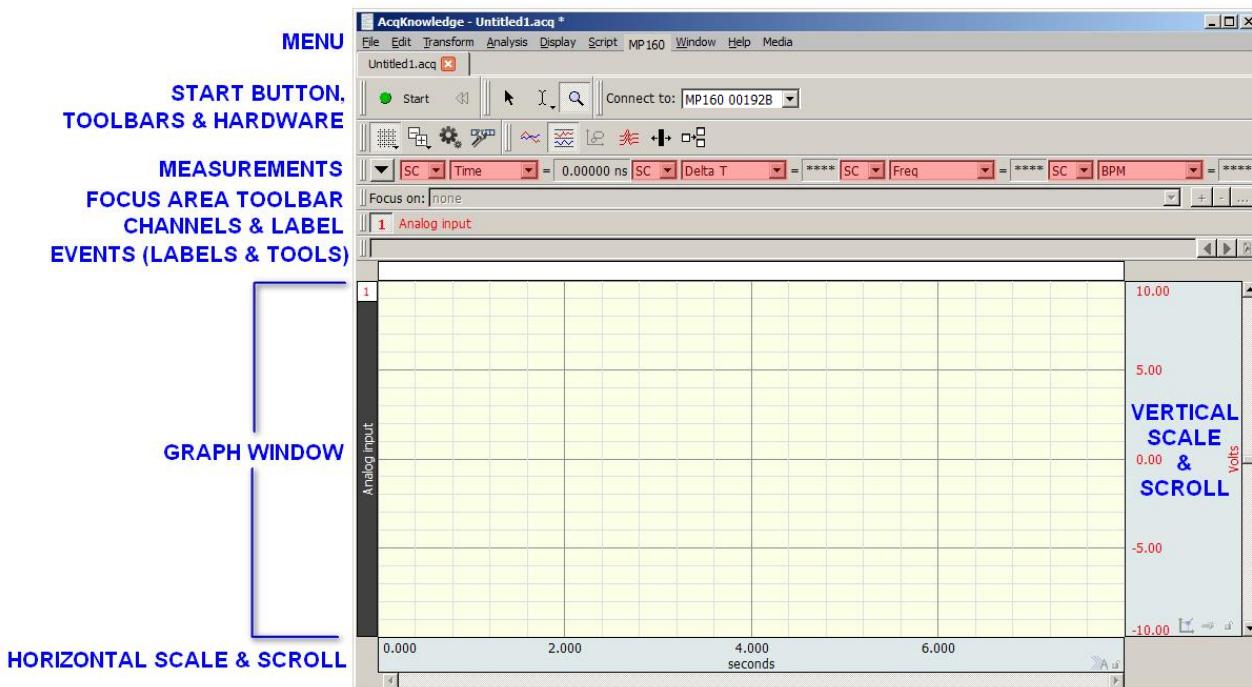 AcqKnowledge - Untitled1.acq *
MENU
File Edit Transform Analysis Display Script MP160 Window Help Media
Untitled1.acq
START BUTTON,
TOOLBARS & HARDWARE
Start
Connect to: MP160 00192B
MEASUREMENTS
SC Time = 0.00000 ns SC Delta T = **** SC Freq = **** SC BPM = ****
FOCUS AREA TOOLBAR
Focus on: none + - ...
CHANNELS & LABEL
1 Analog input
EVENTS (LABELS & TOOLS)
1
GRAPH WINDOW
Analog input
10.00
5.00
VERTICAL
SCALE
&
SCROLL
0.00
Volts
-5.00
-10.00
HORIZONTAL SCALE & SCROLL
0.000 2.000 4.000 6.000
seconds
A